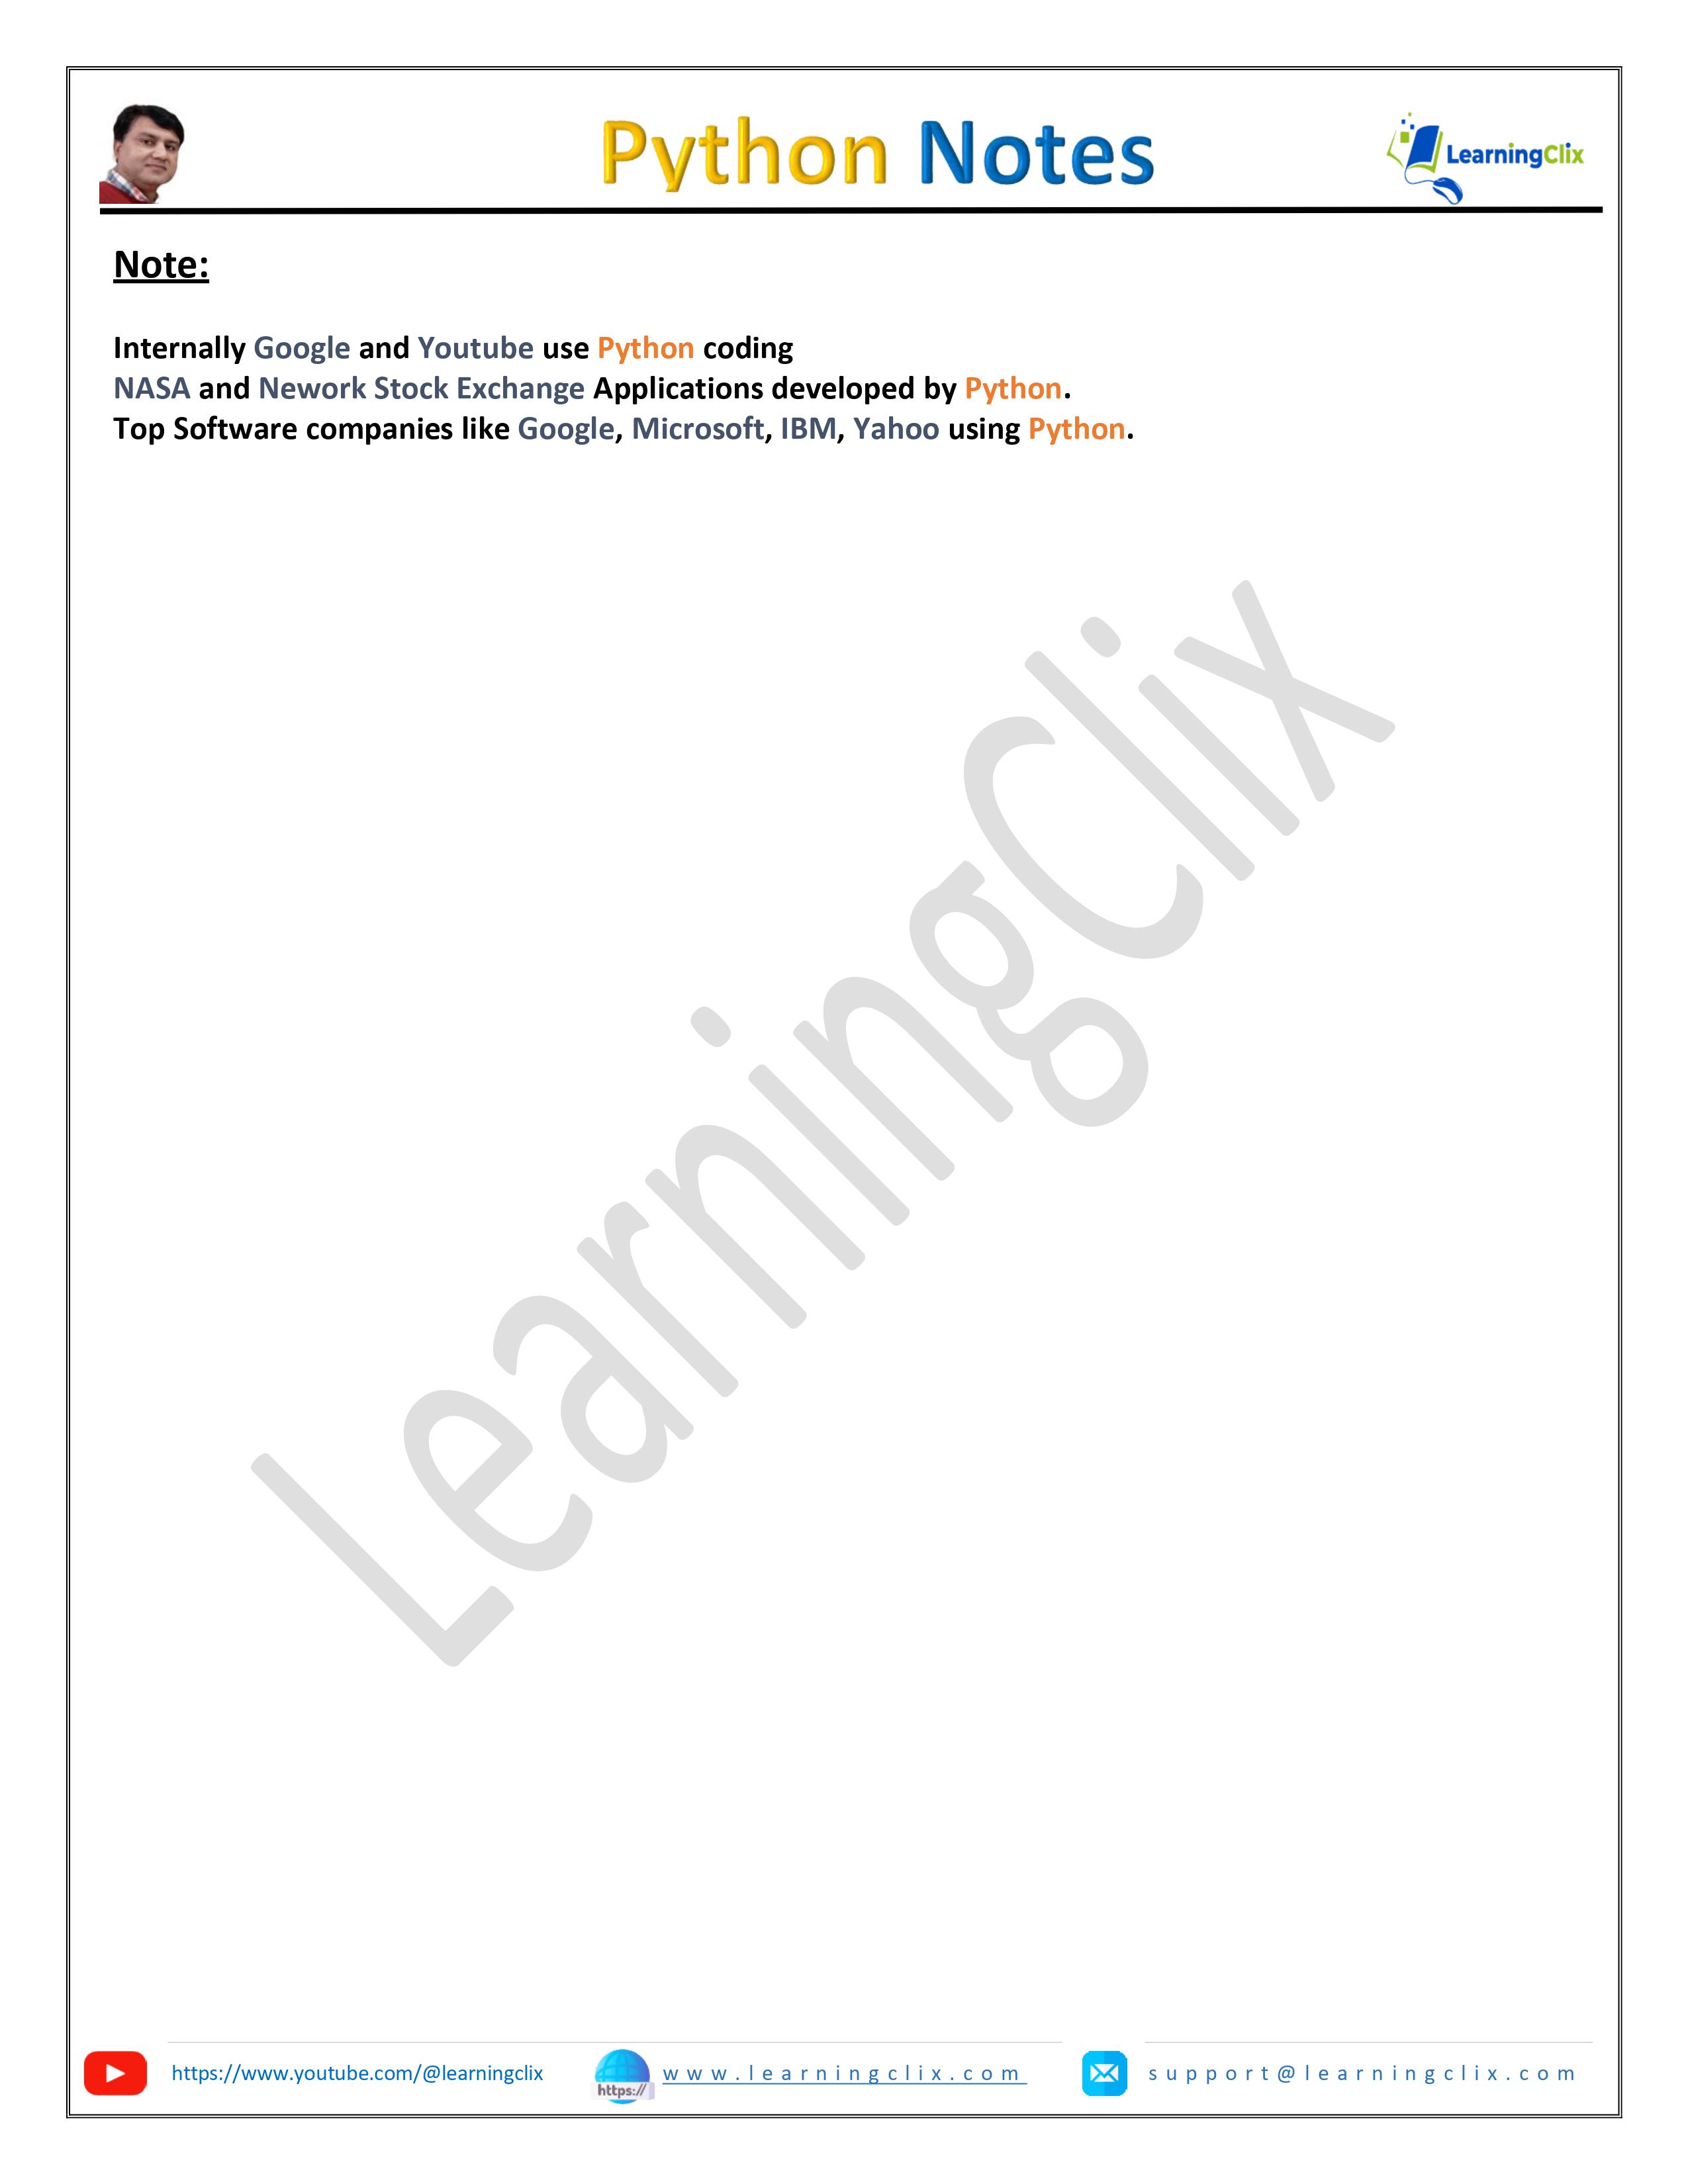 Python Notes
LearningClix
Note:
Internally Google and Youtube use Python coding
NASA and Nework Stock Exchange Applications developed by Python.
Top Software companies like Google, Microsoft, IBM, Yahoo using Python.
LearningClix
https://www.youtube.com/@learningclix
https://
www.learningclix.com
support@learningclix.com